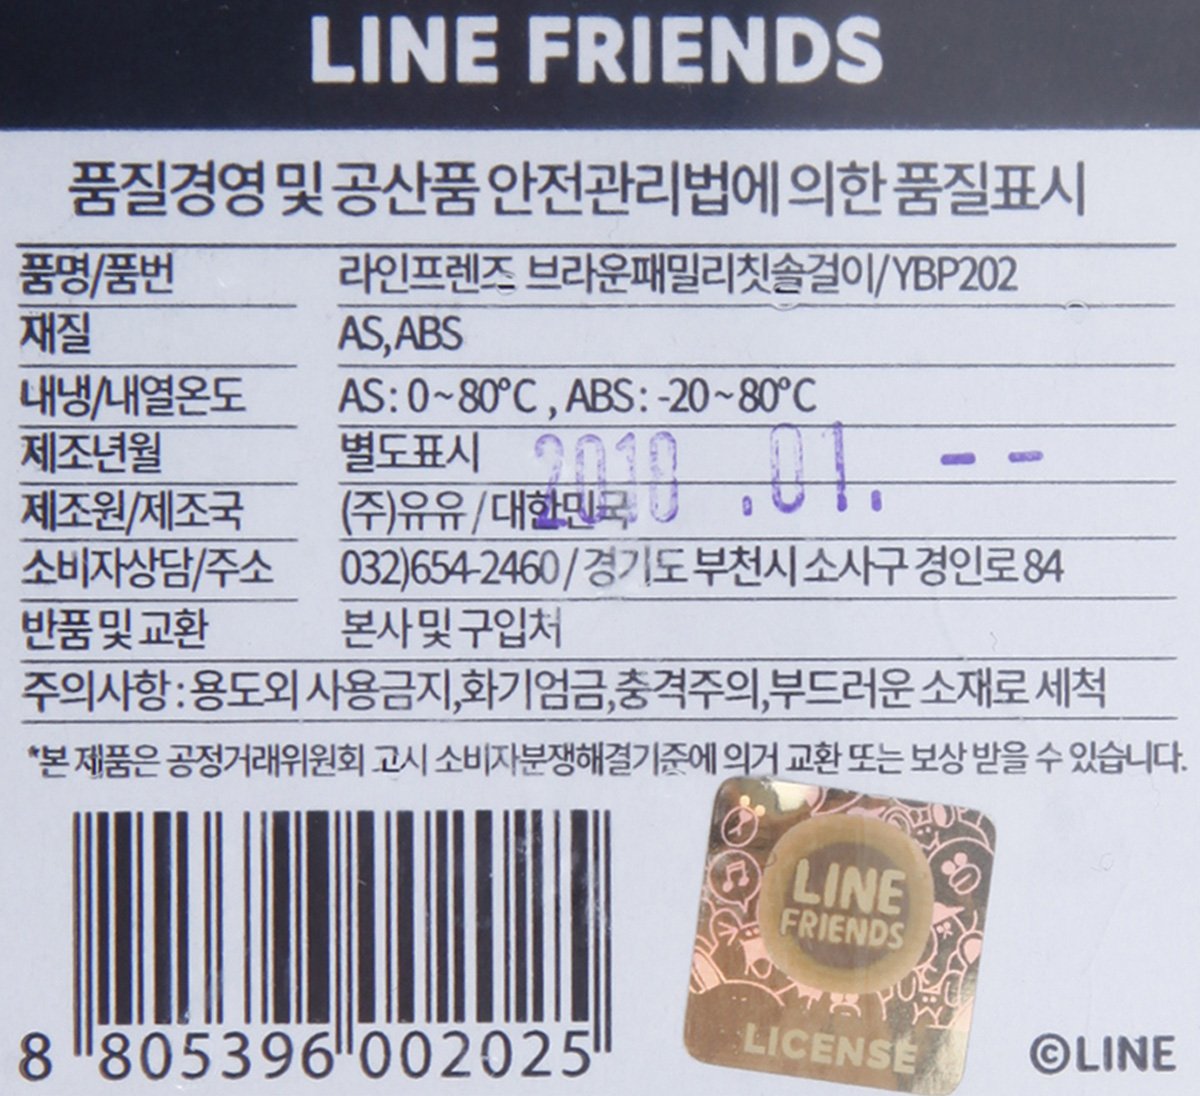 LINE FRIENDS
품질경영 및 공산품 안전관리법에 의한 품질표시
품명/품번 라인프렌즈 브라운패밀리칫솔걸이/YBP202
재질 AS,ABS
내냉/내열온도 AS : 0~80°C , ABS : -20~80°C
제조년월 별도표시
2018 .01. --
제조원/제조국 (주)유유 / 대한민국
소비자상담/주소 032)654-2460 / 경기도 부천시 소사구 경인로 84
반품 및 교환 본사 및 구입처
주의사항 : 용도외 사용금지,화기엄금,충격주의,부드러운 소재로 세척
*본 제품은 공정거래위원회 고시 소비자분쟁해결기준에 의거 교환 또는 보상 받을 수 있습니다.
LINE
FRIENDS
LICENSE
8 805396 002025
©LINE